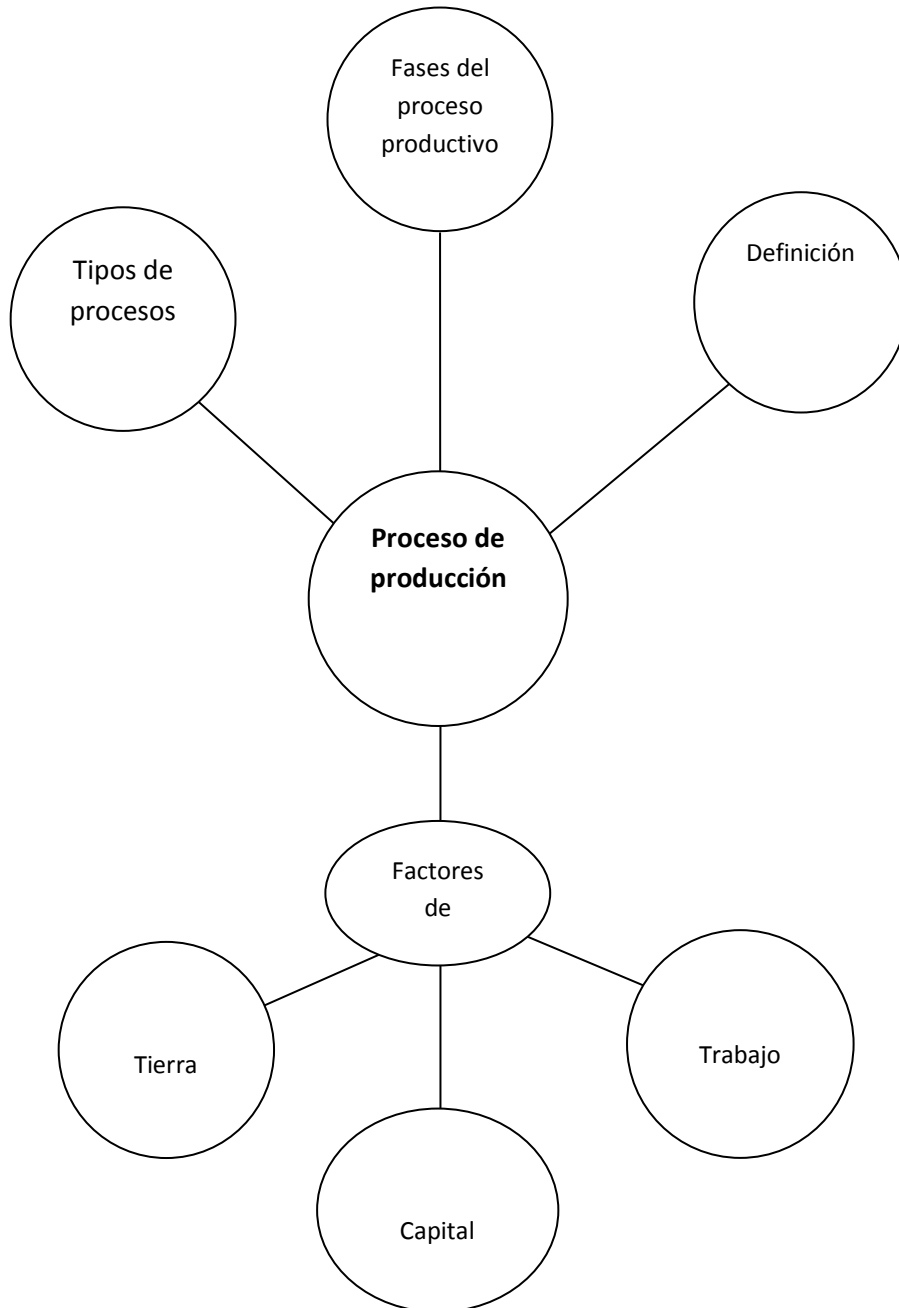 Fases del
proceso
productivo
Tipos de
procesos
Definición
Proceso de
producción
Factores
de
Tierra
Trabajo
Capital